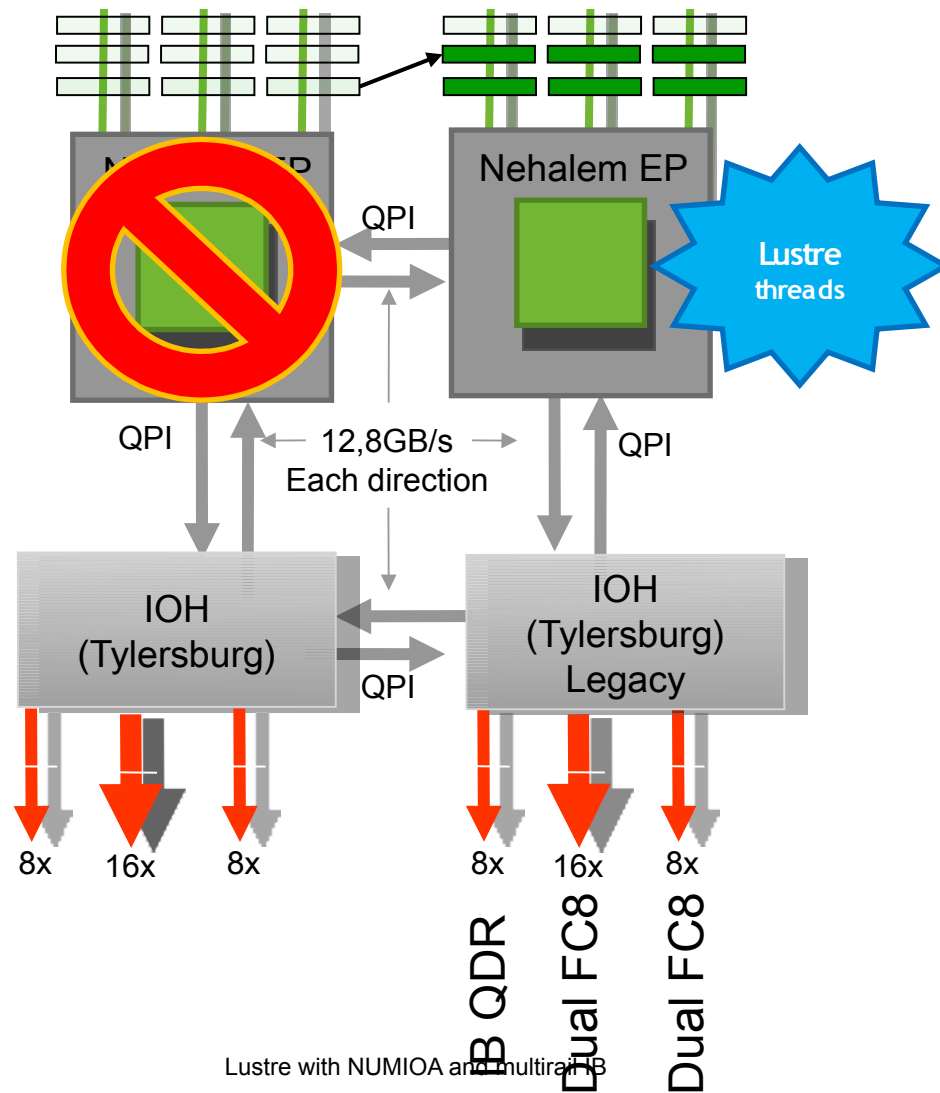 Nehalem EP
QPI
Lustre
threads
QPI
12,8GB/s
Each direction
QPI
IOH
(Tylersburg)
IOH
(Tylersburg)
Legacy
QPI
8x
16x
8x
8x
16x
8x
IB QDR
Dual FC8
Dual FC8
Lustre with NUMIOA and multirail IB